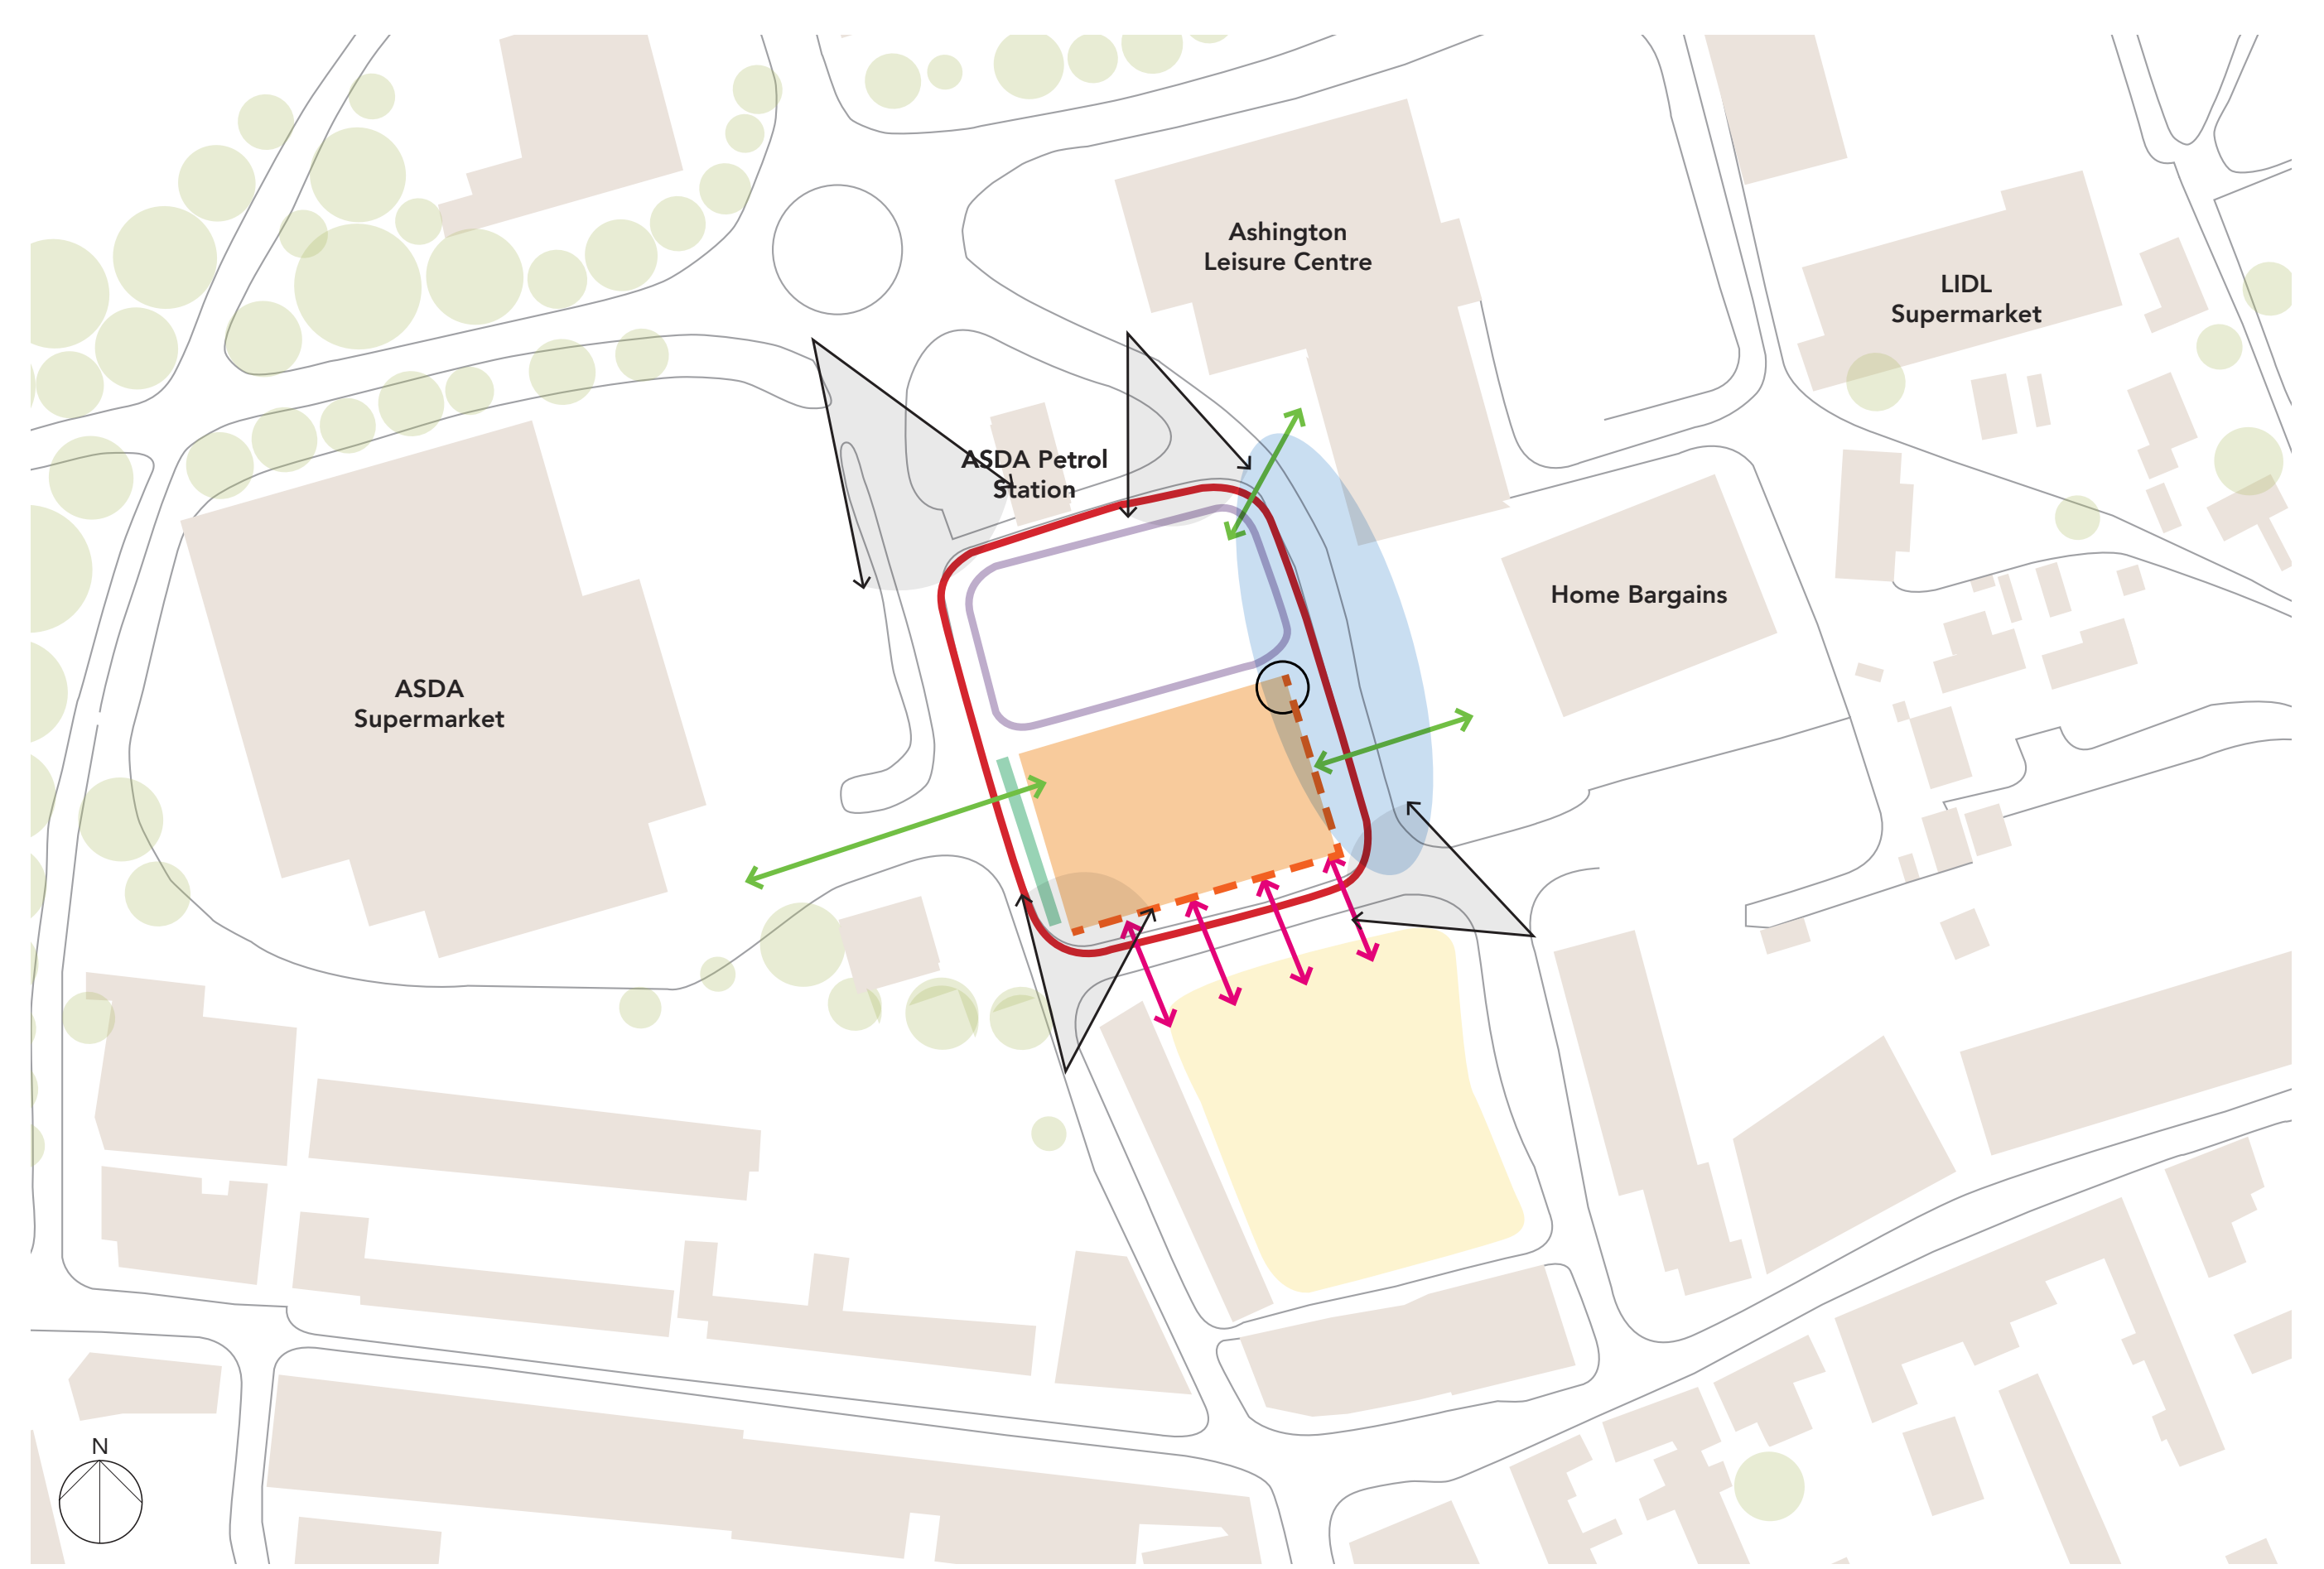 Ashington
Leisure Centre
LIDL
Supermarket
ASDA Petrol
Station
Home Bargains
ASDA
Supermarket
N